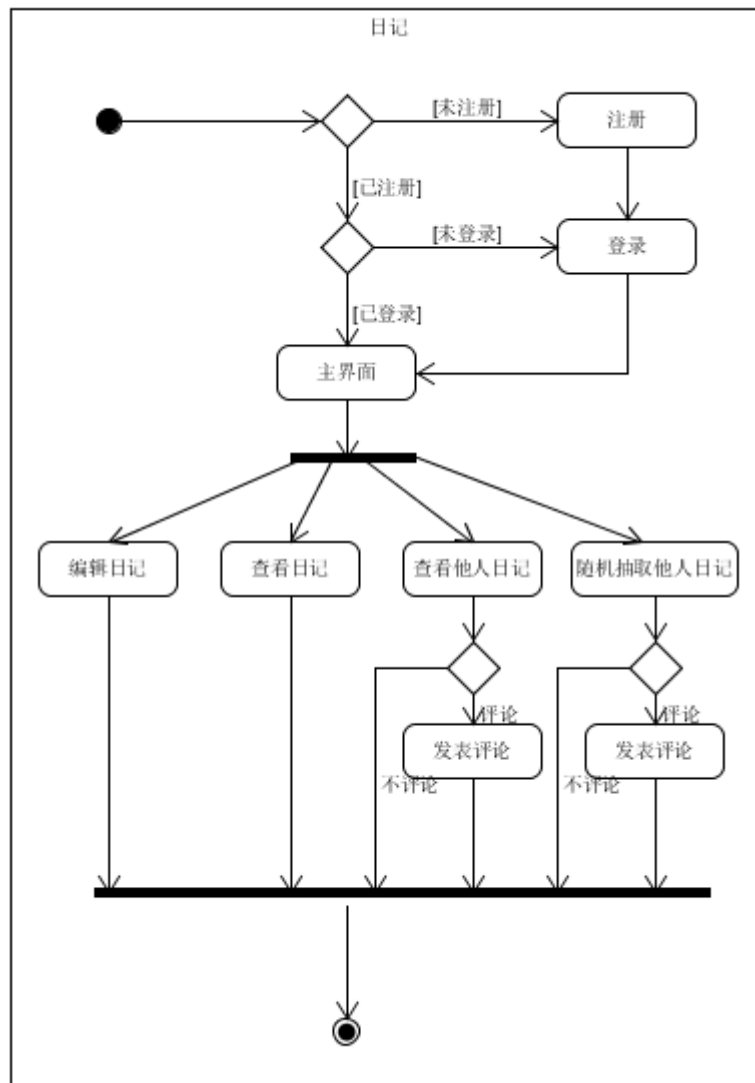 日记
[未注册]
注册
[已注册]
[未登录]
登录
[已登录]
主界面
编辑日记
查看日记
查看他人日记
随机抽取他人日记
评论
评论
发表评论
发表评论
不评论
不评论